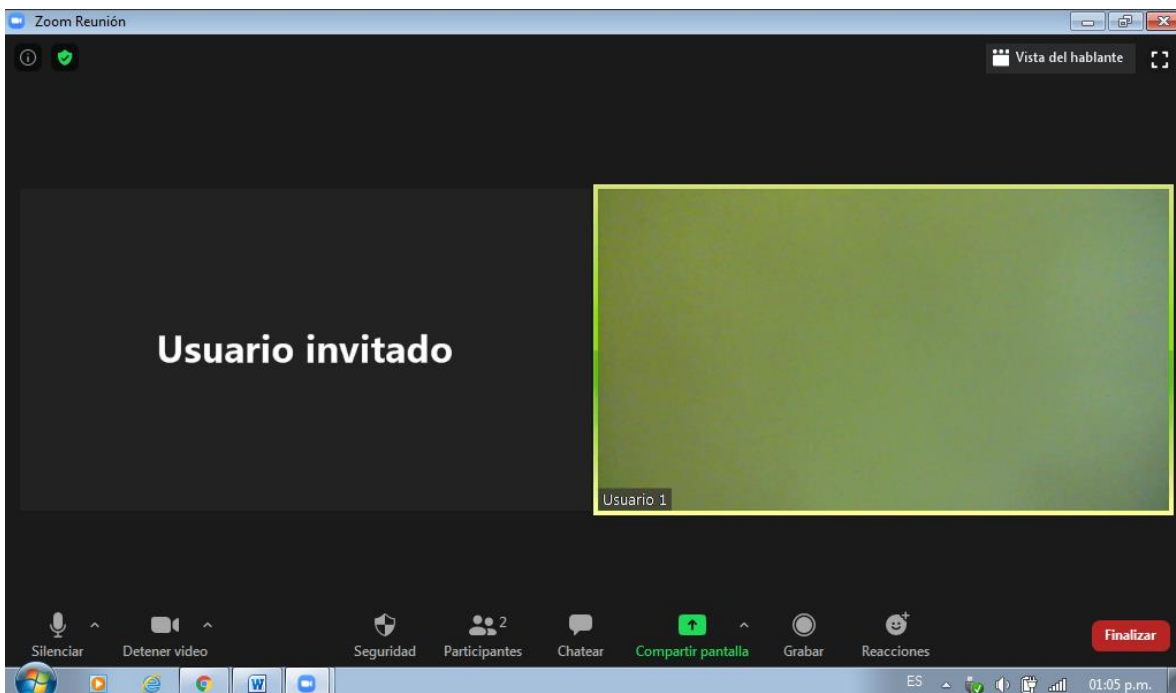 Zoom Reunión
Vista del hablante
Usuario invitado
Usuario 1
2
Silenciar
Detener video
Seguridad
Participantes
Chatear
Compartir pantalla
Grabar
Reacciones
Finalizar
W
ES
01:05 p.m.